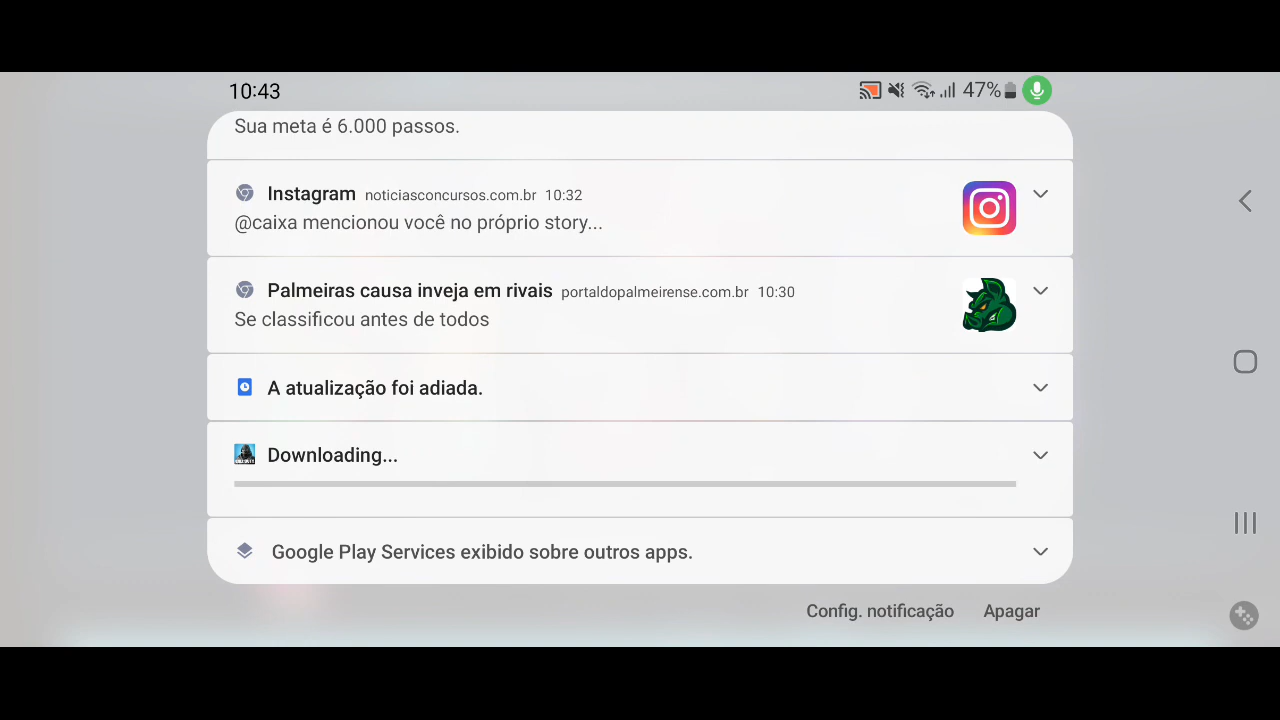 10:43
47%
Sua meta é 6.000 passos.
Instagram noticiasconcursos.com.br 10:32
@caixa mencionou você no próprio story...
Palmeiras causa inveja em rivais portaldopalmeirense.com.br 10:30
Se classificou antes de todos
A atualização foi adiada.
Downloading...
Google Play Services exibido sobre outros apps.
Config. notificação Apagar